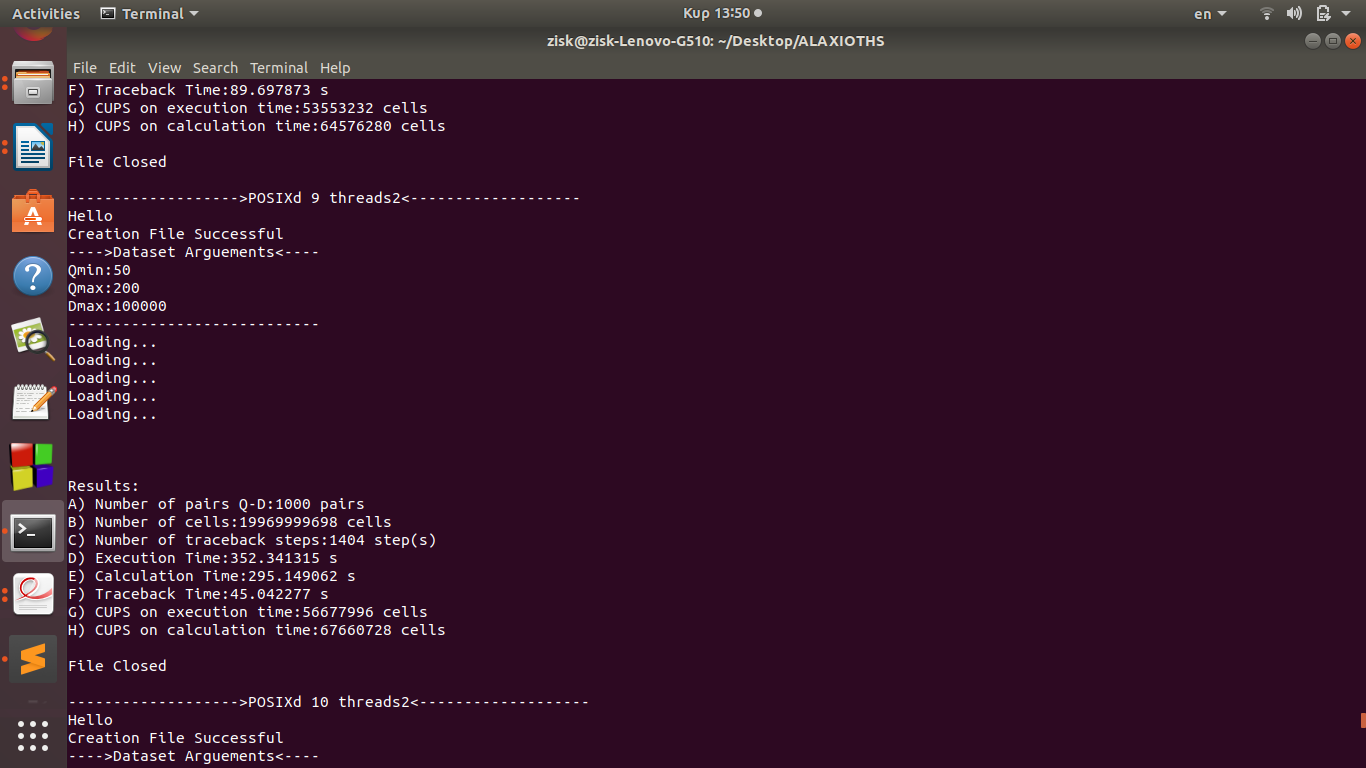 Activities Terminal Κυρ 13:50 en
zisk@zisk-Lenovo-G510: ~/Desktop/ALAXIOTHS
File Edit View Search Terminal Help
F) Traceback Time:89.697873 s
G) CUPS on execution time:53553232 cells
H) CUPS on calculation time:64576280 cells
File Closed
------------------->POSIXd 9 threads2<-------------------
Hello
Creation File Successful
---->Dataset Arguements<----
Qmin:50
Qmax:200
Dmax:100000
----------------------------
Loading...
Loading...
Loading...
Loading...
Loading...
Results:
A) Number of pairs Q-D:1000 pairs
B) Number of cells:19969999698 cells
C) Number of traceback steps:1404 step(s)
D) Execution Time:352.341315 s
E) Calculation Time:295.149062 s
F) Traceback Time:45.042277 s
G) CUPS on execution time:56677996 cells
H) CUPS on calculation time:67660728 cells
File Closed
------------------->POSIXd 10 threads2<-------------------
Hello
Creation File Successful
---->Dataset Arguements<----